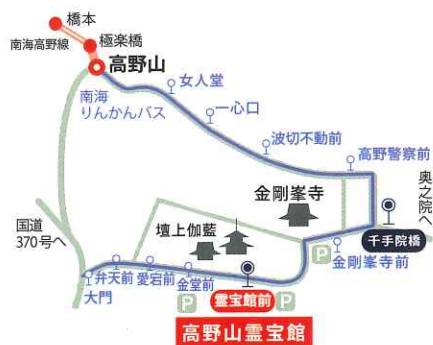 橋本
南海高野線
極楽橋
高野山
女人堂
南海
りんかんバス
一心口
波切不動前
高野警察前
奥之院へ
金剛峯寺
国道
370号へ
壇上伽藍
千手院橋
P
金剛峯寺前
弁天前
愛宕前
金堂前
大門
霊宝館前
P
P
高野山霊宝館